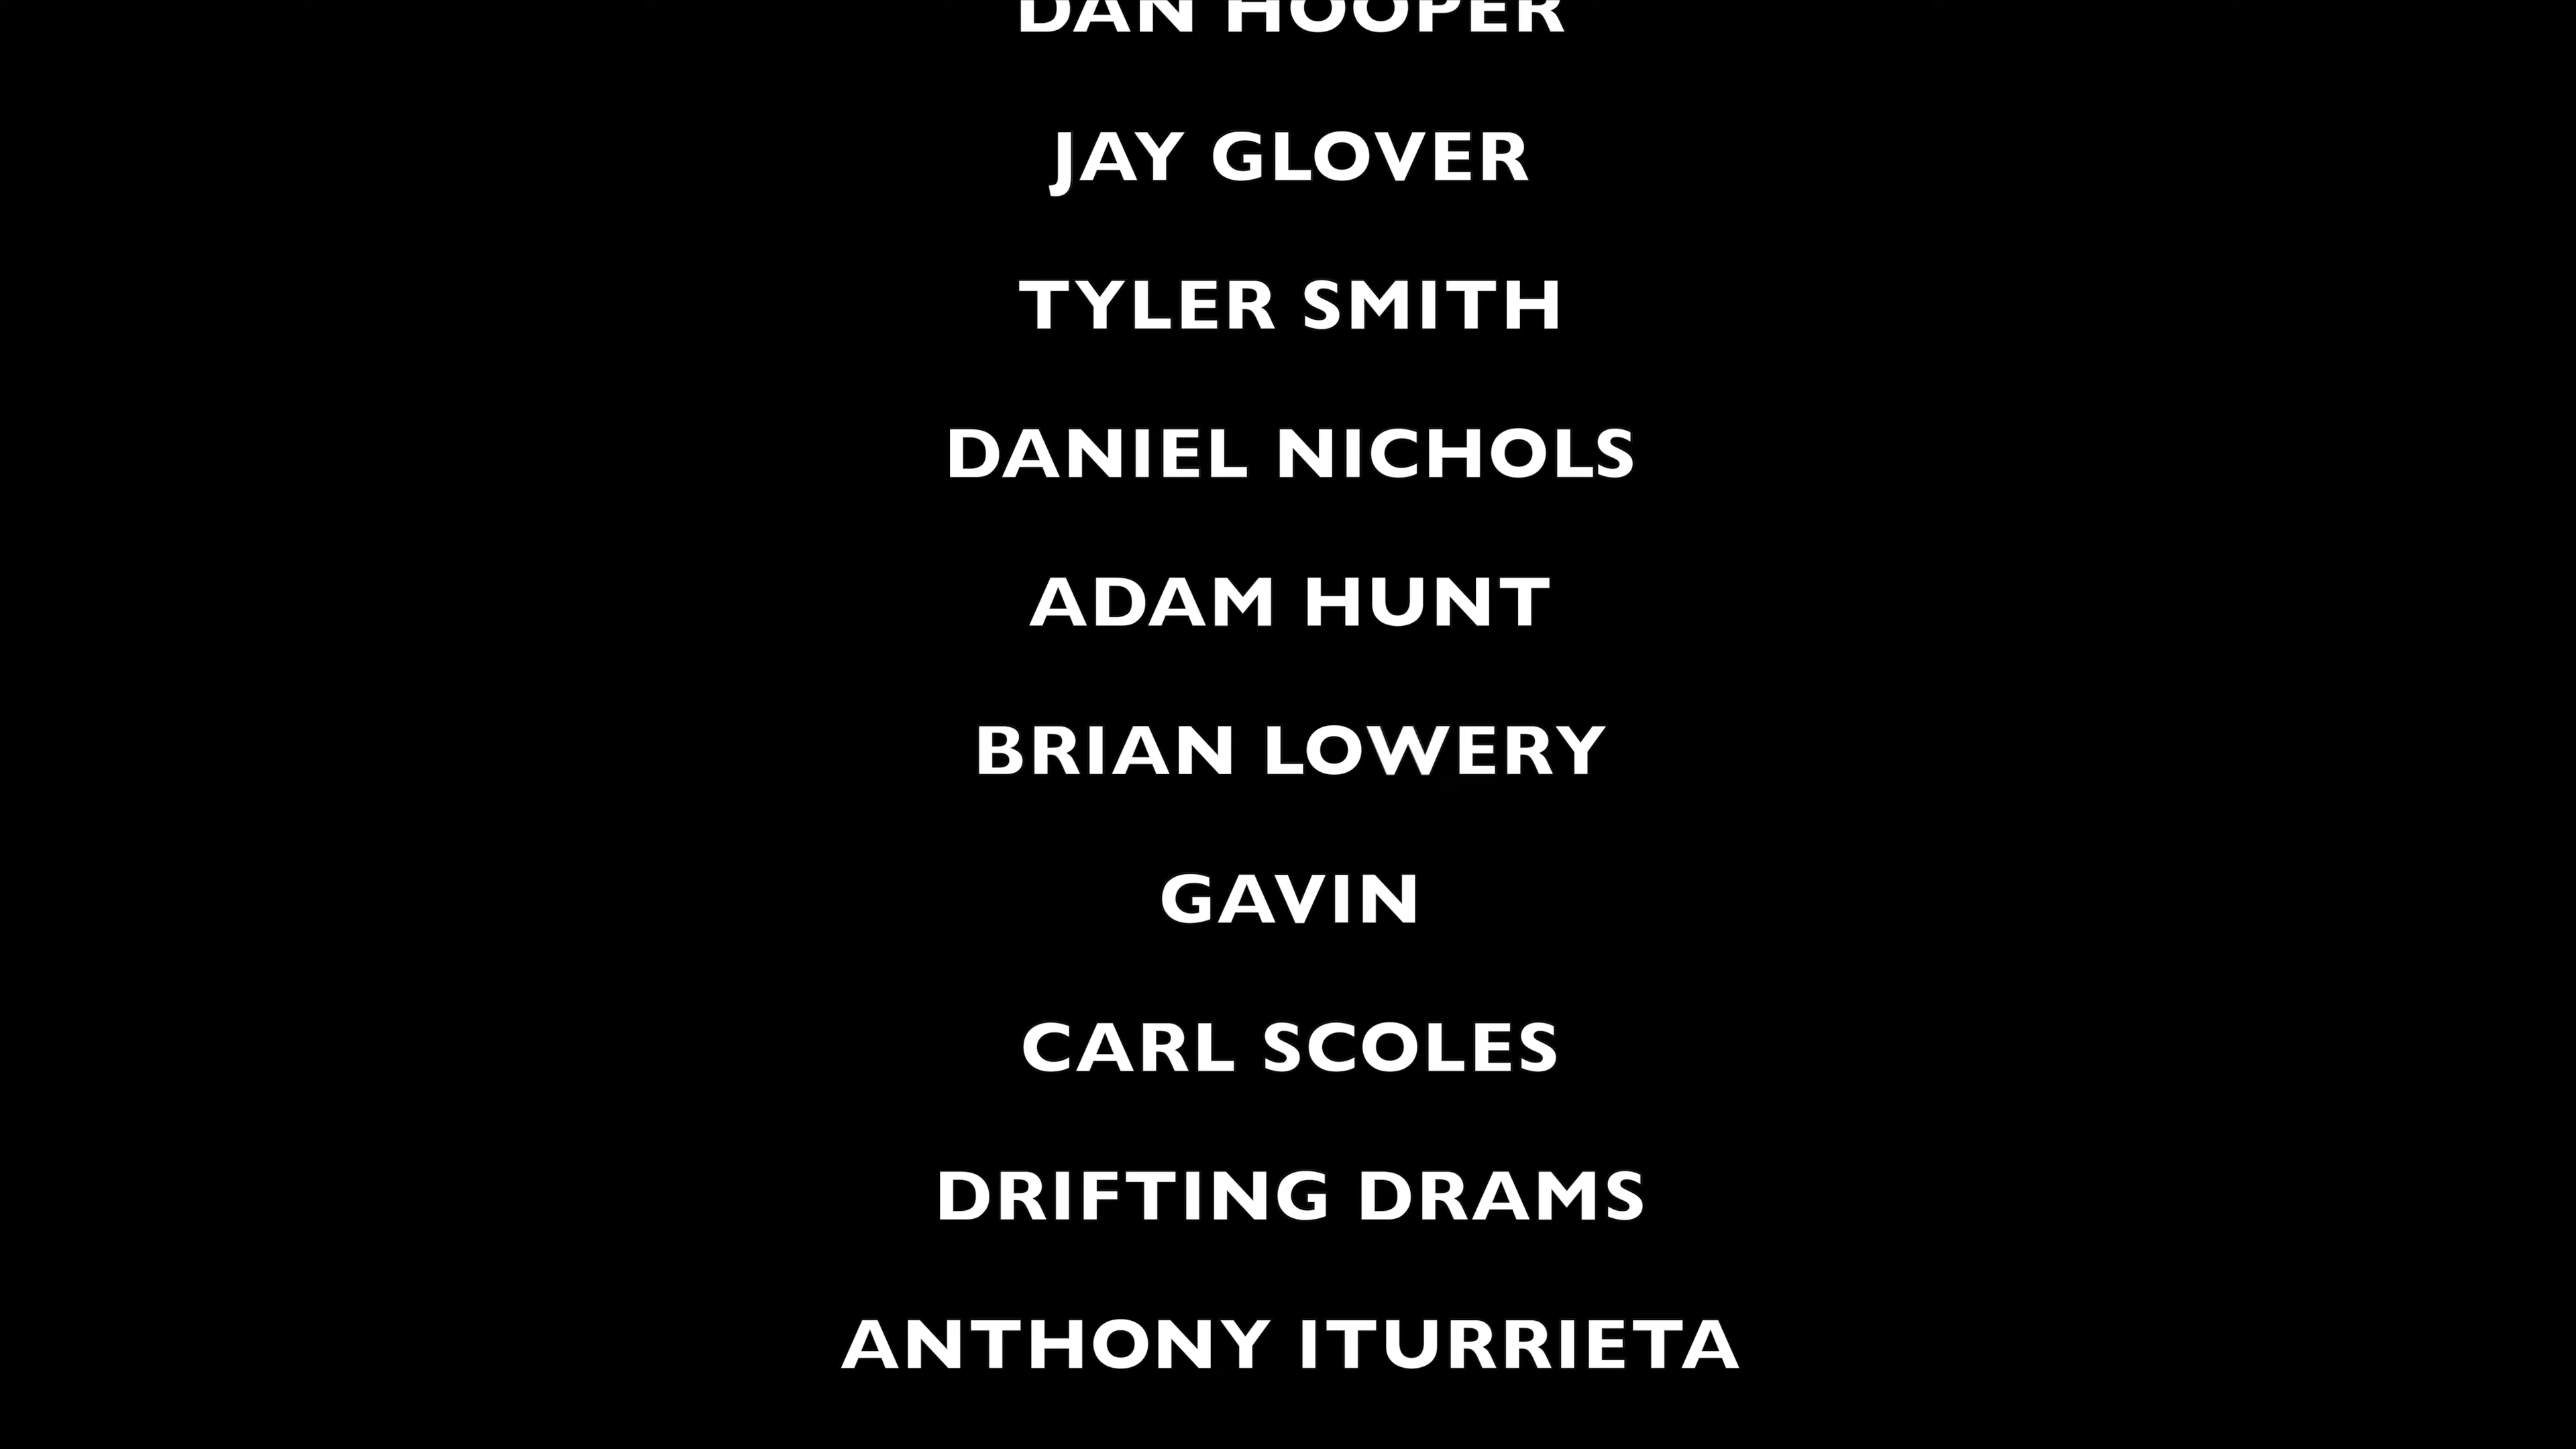 DAN HOOPER
JAY GLOVER
TYLER SMITH
DANIEL NICHOLS
ADAM HUNT
BRIAN LOWERY
GAVIN
CARL SCOLES
DRIFTING DRAMS
ANTHONY ITURRIETA